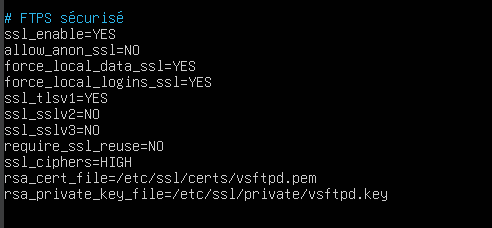 # FTPS sécurisé
ssl_enable=YES
allow_anon_ssl=NO
force_local_data_ssl=YES
force_local_logins_ssl=YES
ssl_tlsv1=YES
ssl_sslv2=NO
ssl_sslv3=NO
require_ssl_reuse=NO
ssl_ciphers=HIGH
rsa_cert_file=/etc/ssl/certs/vsftpd.pem
rsa_private_key_file=/etc/ssl/private/vsftpd.key